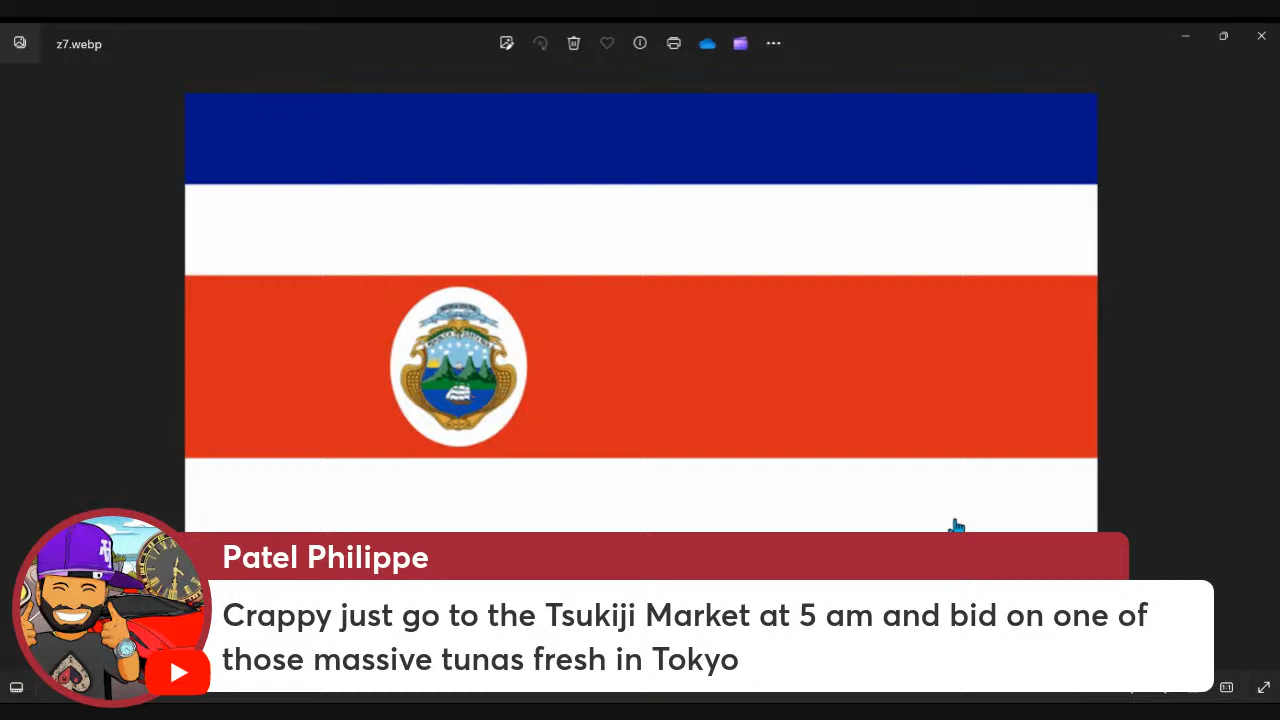 z7.webp
Patel Philippe
Crappy just go to the Tsukiji Market at 5 am and bid on one of
those massive tunas fresh in Tokyo